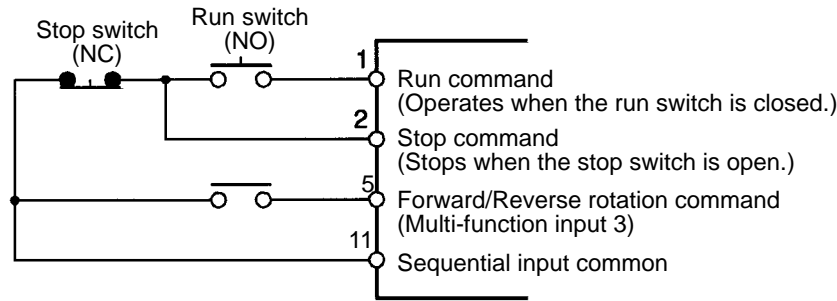 Stop switch
(NC)
Run switch
(NO)
1
Run command
(Operates when the run switch is closed.)
2
Stop command
(Stops when the stop switch is open.)
5
Forward/Reverse rotation command
(Multi-function input 3)
11
Sequential input common